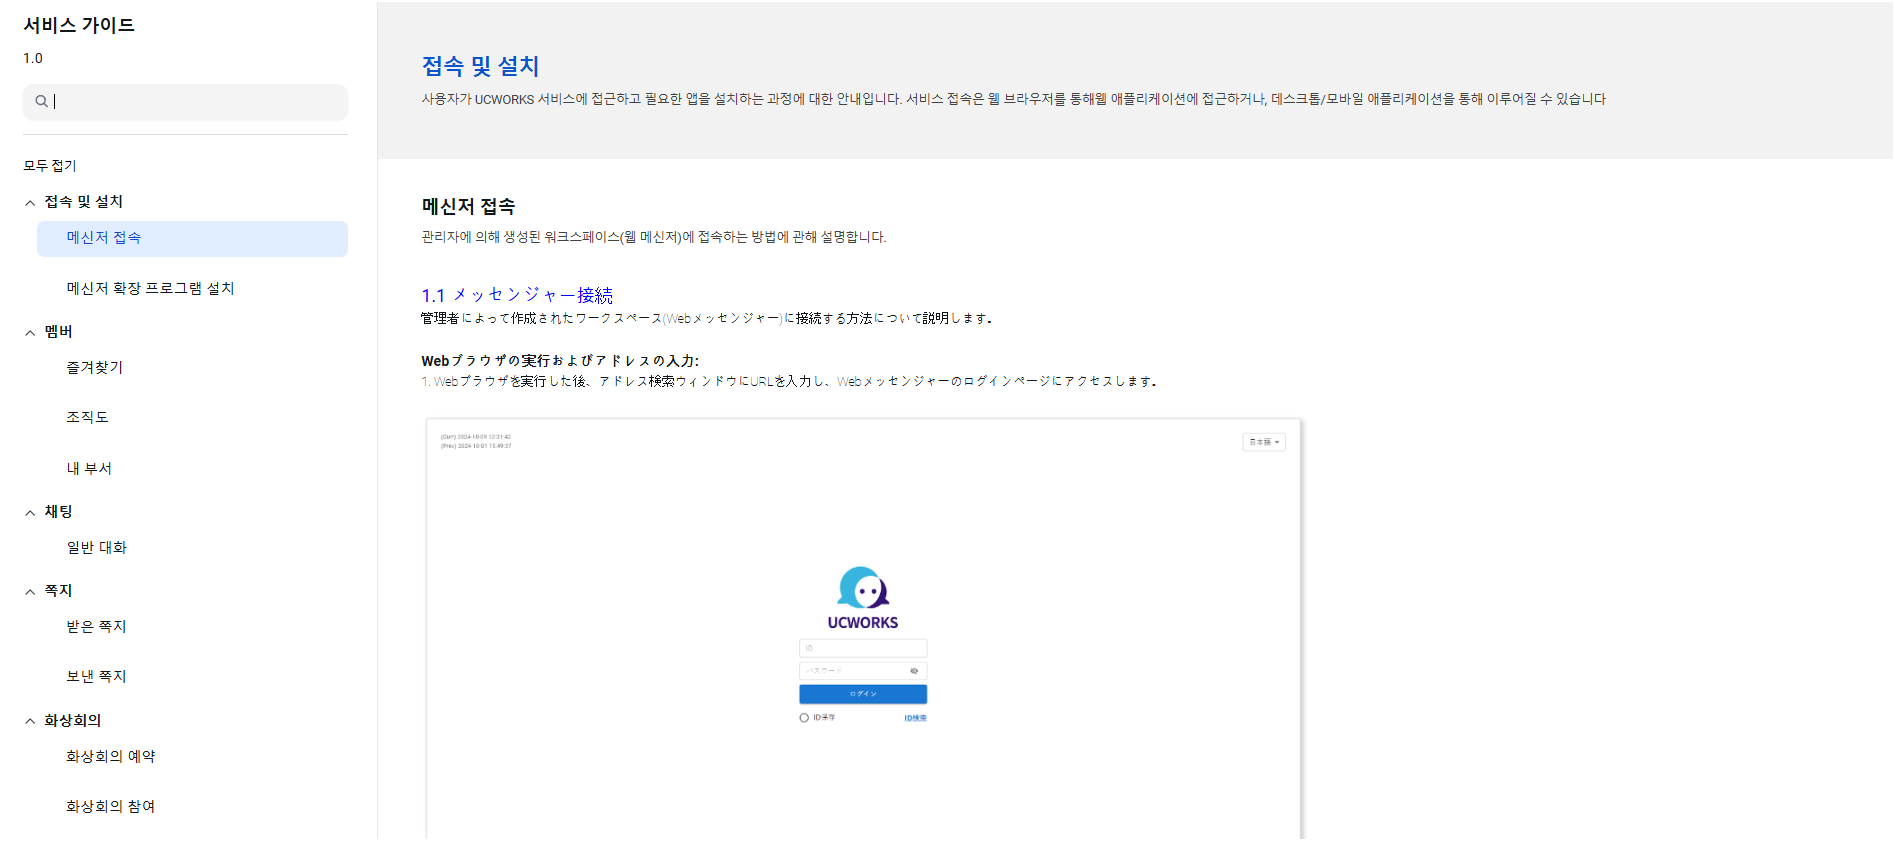 서비스 가이드
1.0
모두 접기
접속 및 설치
메신저 접속
메신저 확장 프로그램 설치
멤버
즐겨찾기
조직도
내 부서
채팅
일반 대화
쪽지
받은 쪽지
보낸 쪽지
화상회의
화상회의 예약
화상회의 참여
접속 및 설치
사용자가 UCWORKS 서비스에 접근하고 필요한 앱을 설치하는 과정에 대한 안내입니다. 서비스 접속은 웹 브라우저를 통해웹 애플리케이션에 접근하거나, 데스크톱/모바일 애플리케이션을 통해 이루어질 수 있습니다
메신저 접속
관리자에 의해 생성된 워크스페이스(웹 메신저)에 접속하는 방법에 관해 설명합니다.
1.1 メッセンジャー接続
管理者によって作成されたワークスペース(Webメッセンジャー)に接続する方法について説明します。
Webブラウザの実行およびアドレスの入力:
1. Webブラウザを実行した後、アドレス検索ウィンドウにURLを入力し、Webメッセンジャーのログインページにアクセスします。
(Curr) 2024-10-09 12:31:42
(Prev) 2024-10-01 15:49:37
日本語
UCWORKS
ID
パスワード
ログイン
ID保存
ID検索